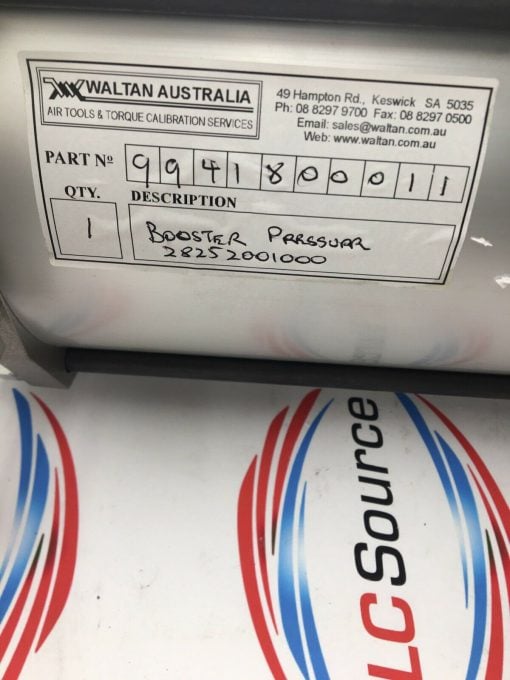 WALTAN AUSTRALIA
AIR TOOLS & TORQUE CALIBRATION SERVICES
49 Hampton Rd., Keswick SA 5035
Ph: 08 8297 9700 Fax: 08 8297 0500
Email: sales@waltan.com.au
Web: www.waltan.com.au
PART Nº 9941800011
QTY. DESCRIPTION
1 BOOSTER PRESSUAR
28252001000
LCSource